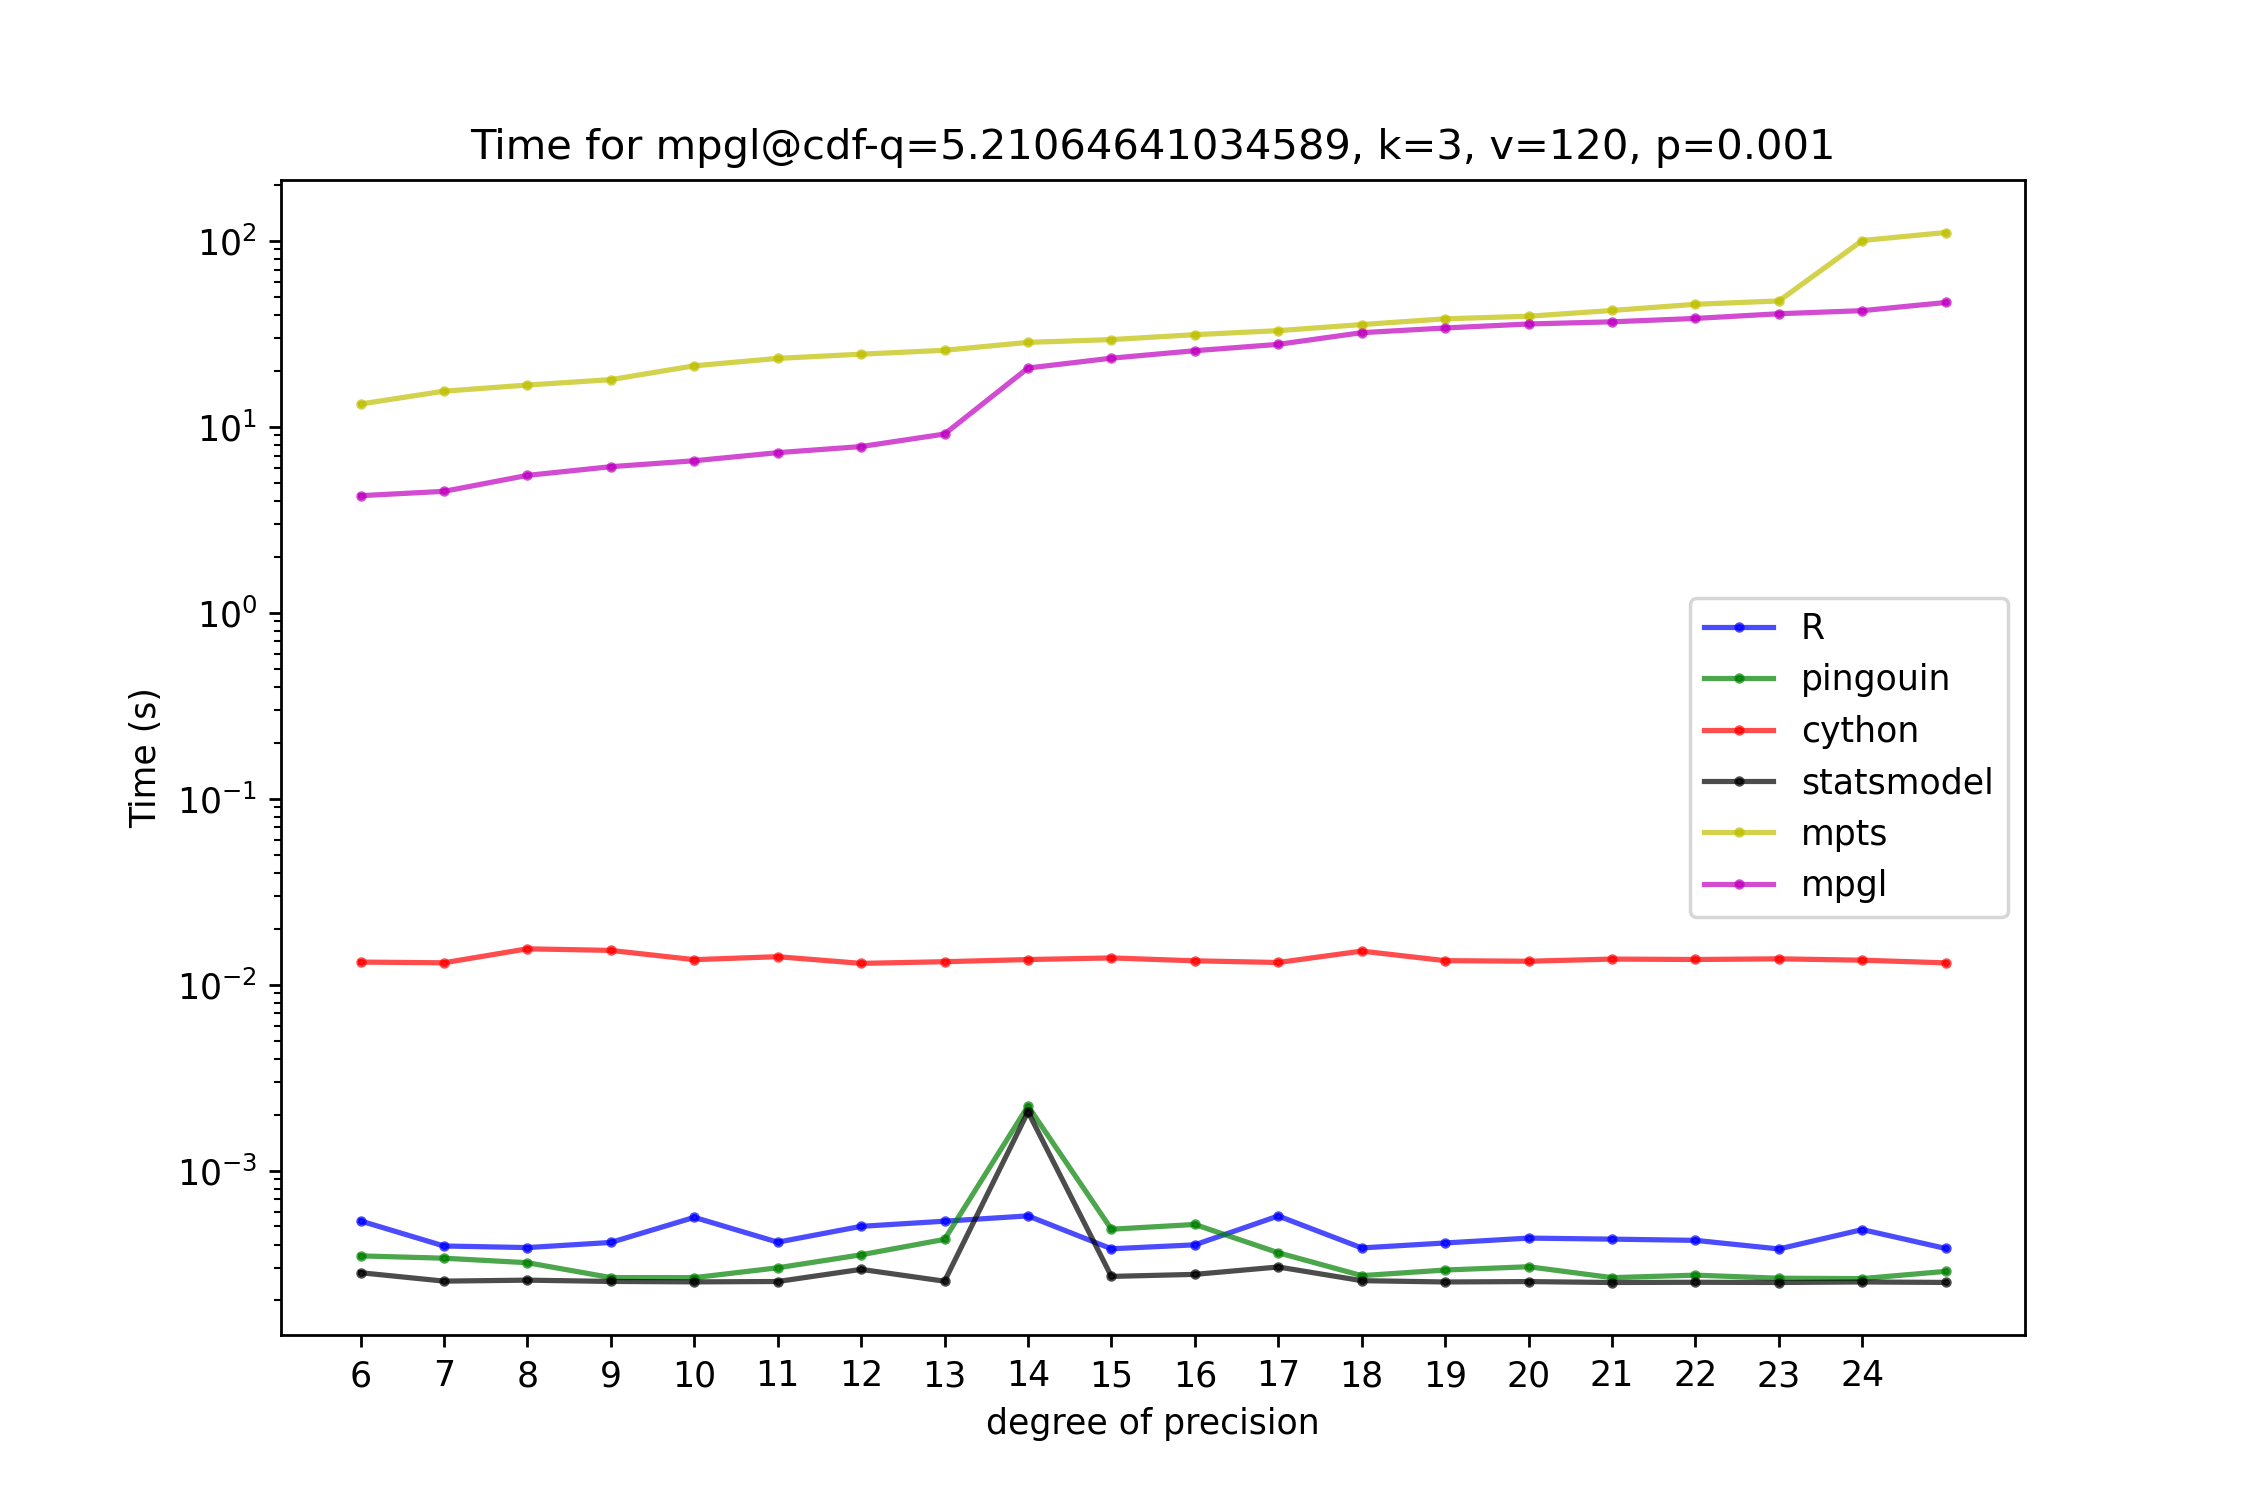 Time for mpgl@cdf-q=5.21064641034589, k=3, v=120, p=0.001
10²
10¹
10⁰
10⁻¹
10⁻²
10⁻³
Time (s)
R
pingouin
cython
statsmodel
mpts
mpgl
6 7 8 9 10 11 12 13 14 15 16 17 18 19 20 21 22 23 24
degree of precision